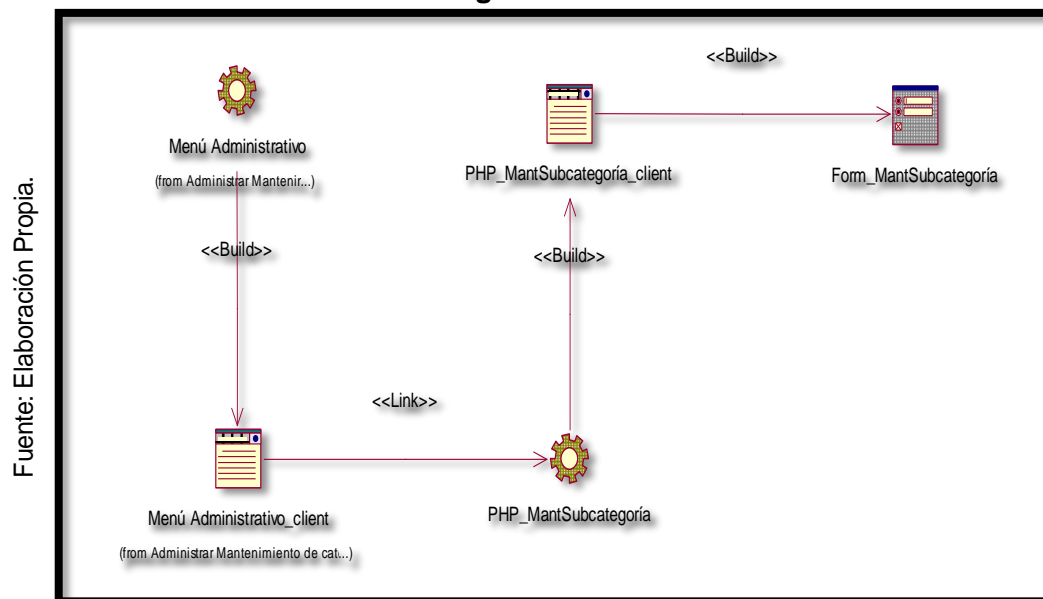 Fuente: Elaboración Propia.
<<Build>>
Menú Administrativo
(from Administrar Mantenir...)
PHP_MantSubcategoría_client
Form_MantSubcategoría
<<Build>>
<<Build>>
<<Link>>
Menú Administrativo_client
(from Administrar Mantenimiento de cat...)
PHP_MantSubcategoría